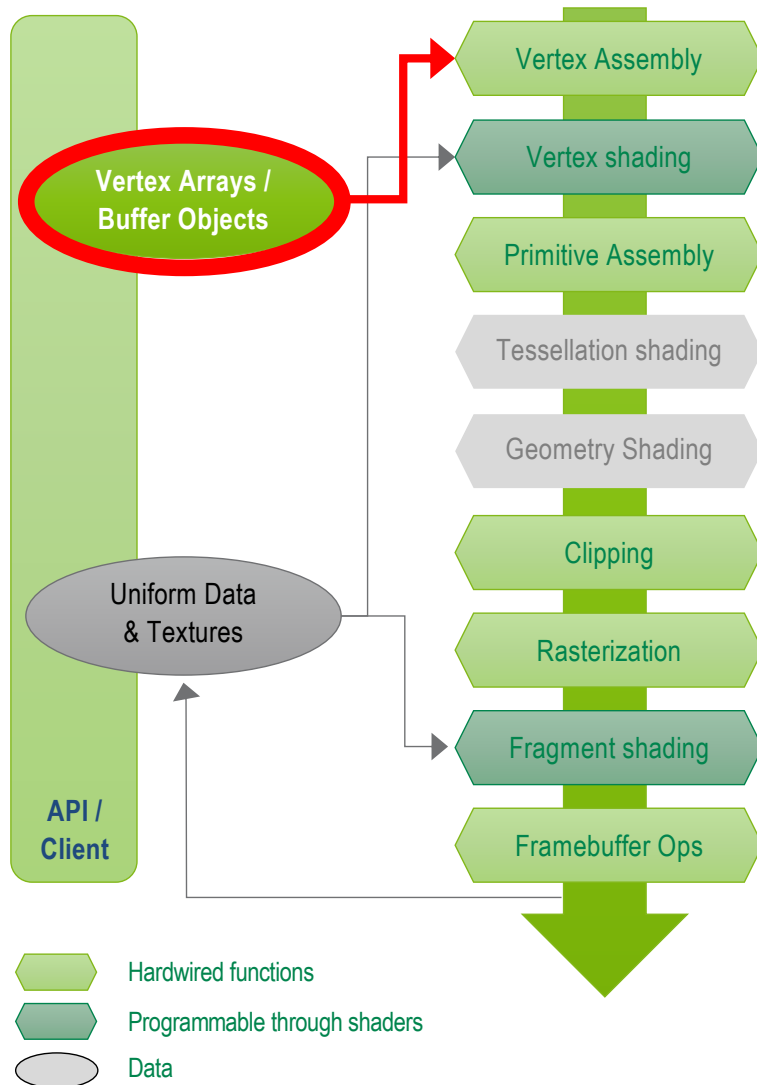 Vertex Arrays /
Buffer Objects
Uniform Data
& Textures
API /
Client
Vertex Assembly
Vertex shading
Primitive Assembly
Tessellation shading
Geometry Shading
Clipping
Rasterization
Fragment shading
Framebuffer Ops
Hardwired functions
Programmable through shaders
Data